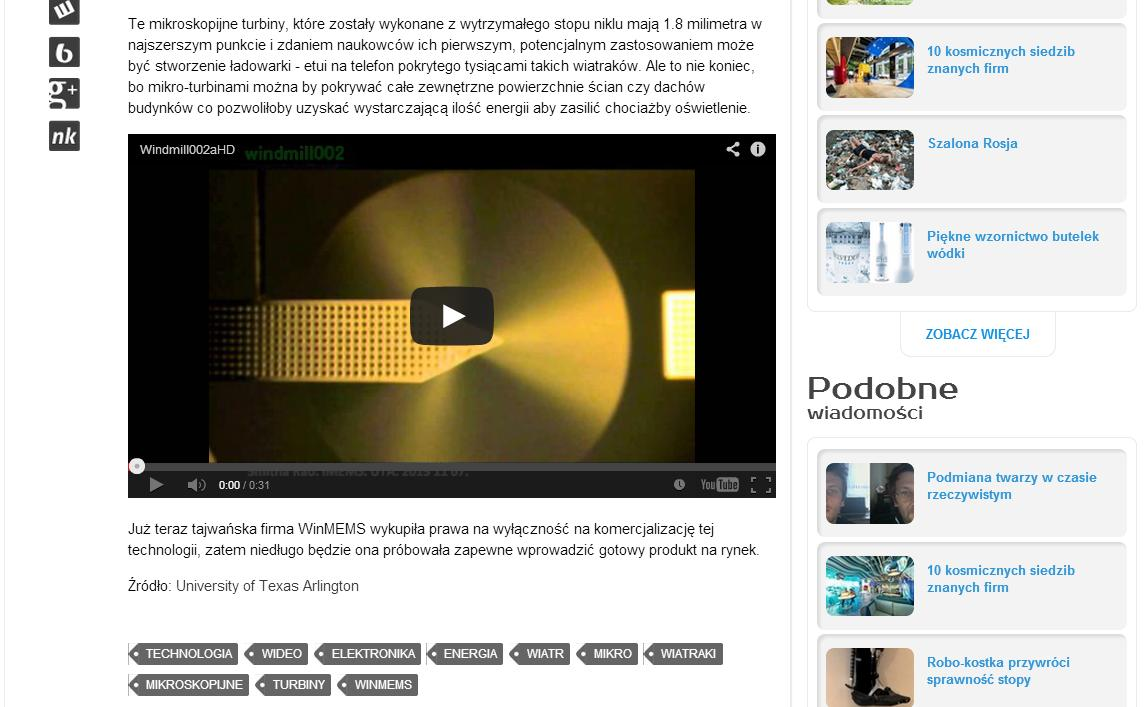 Te mikroskopijne turbiny, które zostały wykonane z wytrzymałego stopu niklu mają 1.8 milimetra w
najszerszym punkcie i zdaniem naukowców ich pierwszym, potencjalnym zastosowaniem może
być stworzenie ładowarki - etui na telefon pokrytego tysiącami takich wiatraków. Ale to nie koniec,
bo mikro-turbinami można by pokrywać całe zewnętrzne powierzchnie ścian czy dachów
budynków co pozwoliłoby uzyskać wystarczającą ilość energii aby zasilić chociażby oświetlenie.
g+
nk
Windmill002aHD
windmill002
0:00 / 0:31
YouTube
Już teraz tajwańska firma WinMEMS wykupiła prawa na wyłączność na komercjalizację tej
technologii, zatem niedługo będzie ona próbowała zapewne wprowadzić gotowy produkt na rynek.
Źródło: University of Texas Arlington
TECHNOLOGIA WIDEO ELEKTRONIKA ENERGIA WIATR MIKRO WIATRAKI
MIKROSKOPIJNE TURBINY WINMEMS
10 kosmicznych siedzib
znanych firm
Szalona Rosja
Piękne wzornictwo butelek
wódki
ZOBACZ WIĘCEJ
Podobne
wiadomości
Podmiana twarzy w czasie
rzeczywistym
10 kosmicznych siedzib
znanych firm
Robo-kostka przywróci
sprawność stopy